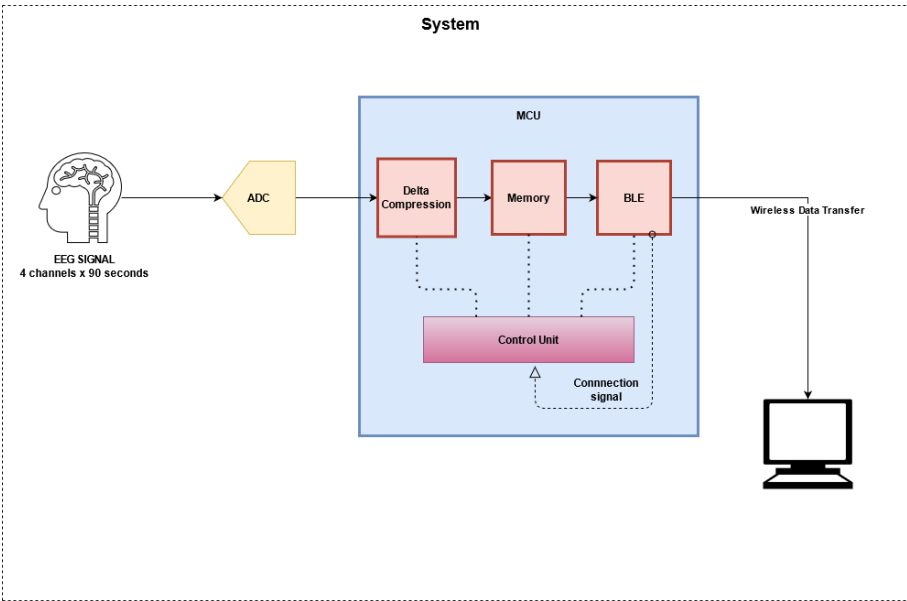 System
MCU
Delta
Compression
Memory
BLE
ADC
Wireless Data Transfer
EEG SIGNAL
4 channels x 90 seconds
Control Unit
Connnection
signal